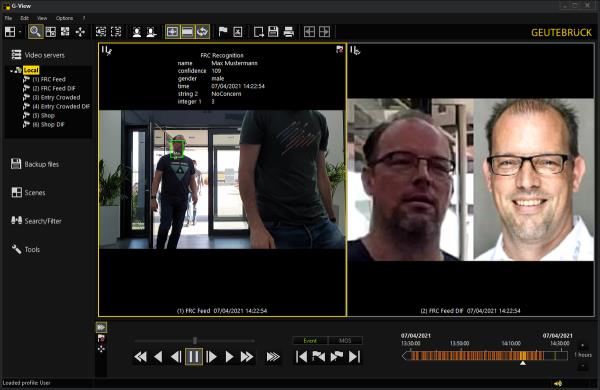 G-View
File Edit View Options ?
GEUTEBRÜCK
Video servers
Local
(1) FRC Feed
(2) FRC Feed DIF
(3) Entry Crowded
(4) Entry Crowded DIF
(5) Shop
(6) Shop DIF
Backup files
Scenes
Search/Filter
Tools
FRC Recognition
name Max Mustermann
confidence 109
gender male
time 07/04/2021 14:22:54
string 2 NoConcern
integer 1 3
(1) FRC Feed 07/04/2021 14:22:54
(2) FRC Feed DIF 07/04/2021 14:22:54
Event MOS
07/04/2021 07/04/2021
13:30:00 13:50:00 14:10:00 14:30:00
1 hours
Loaded profile: User